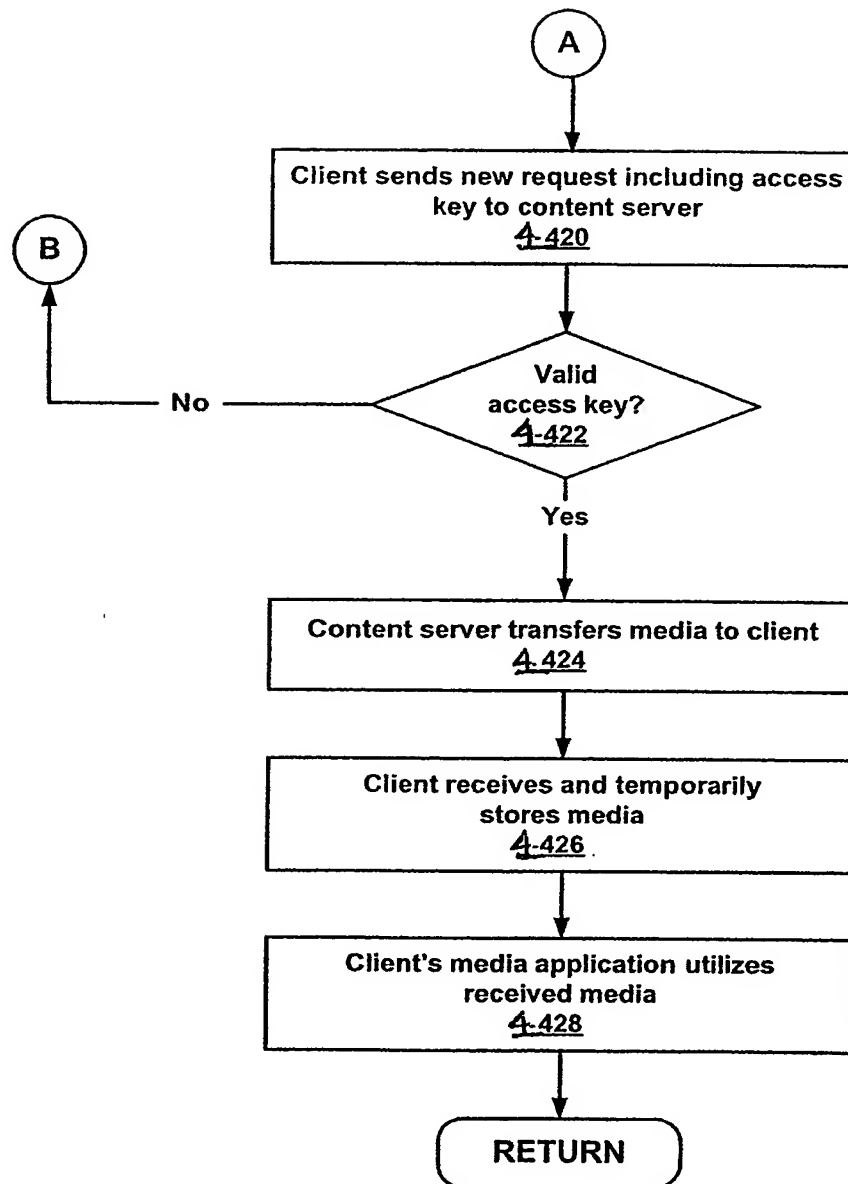 A
Client sends new request including access
key to content server
4-420
B
Valid
access key?
4-422
No
Yes
Content server transfers media to client
4-424
Client receives and temporarily
stores media
4-426
Client's media application utilizes
received media
4-428
RETURN